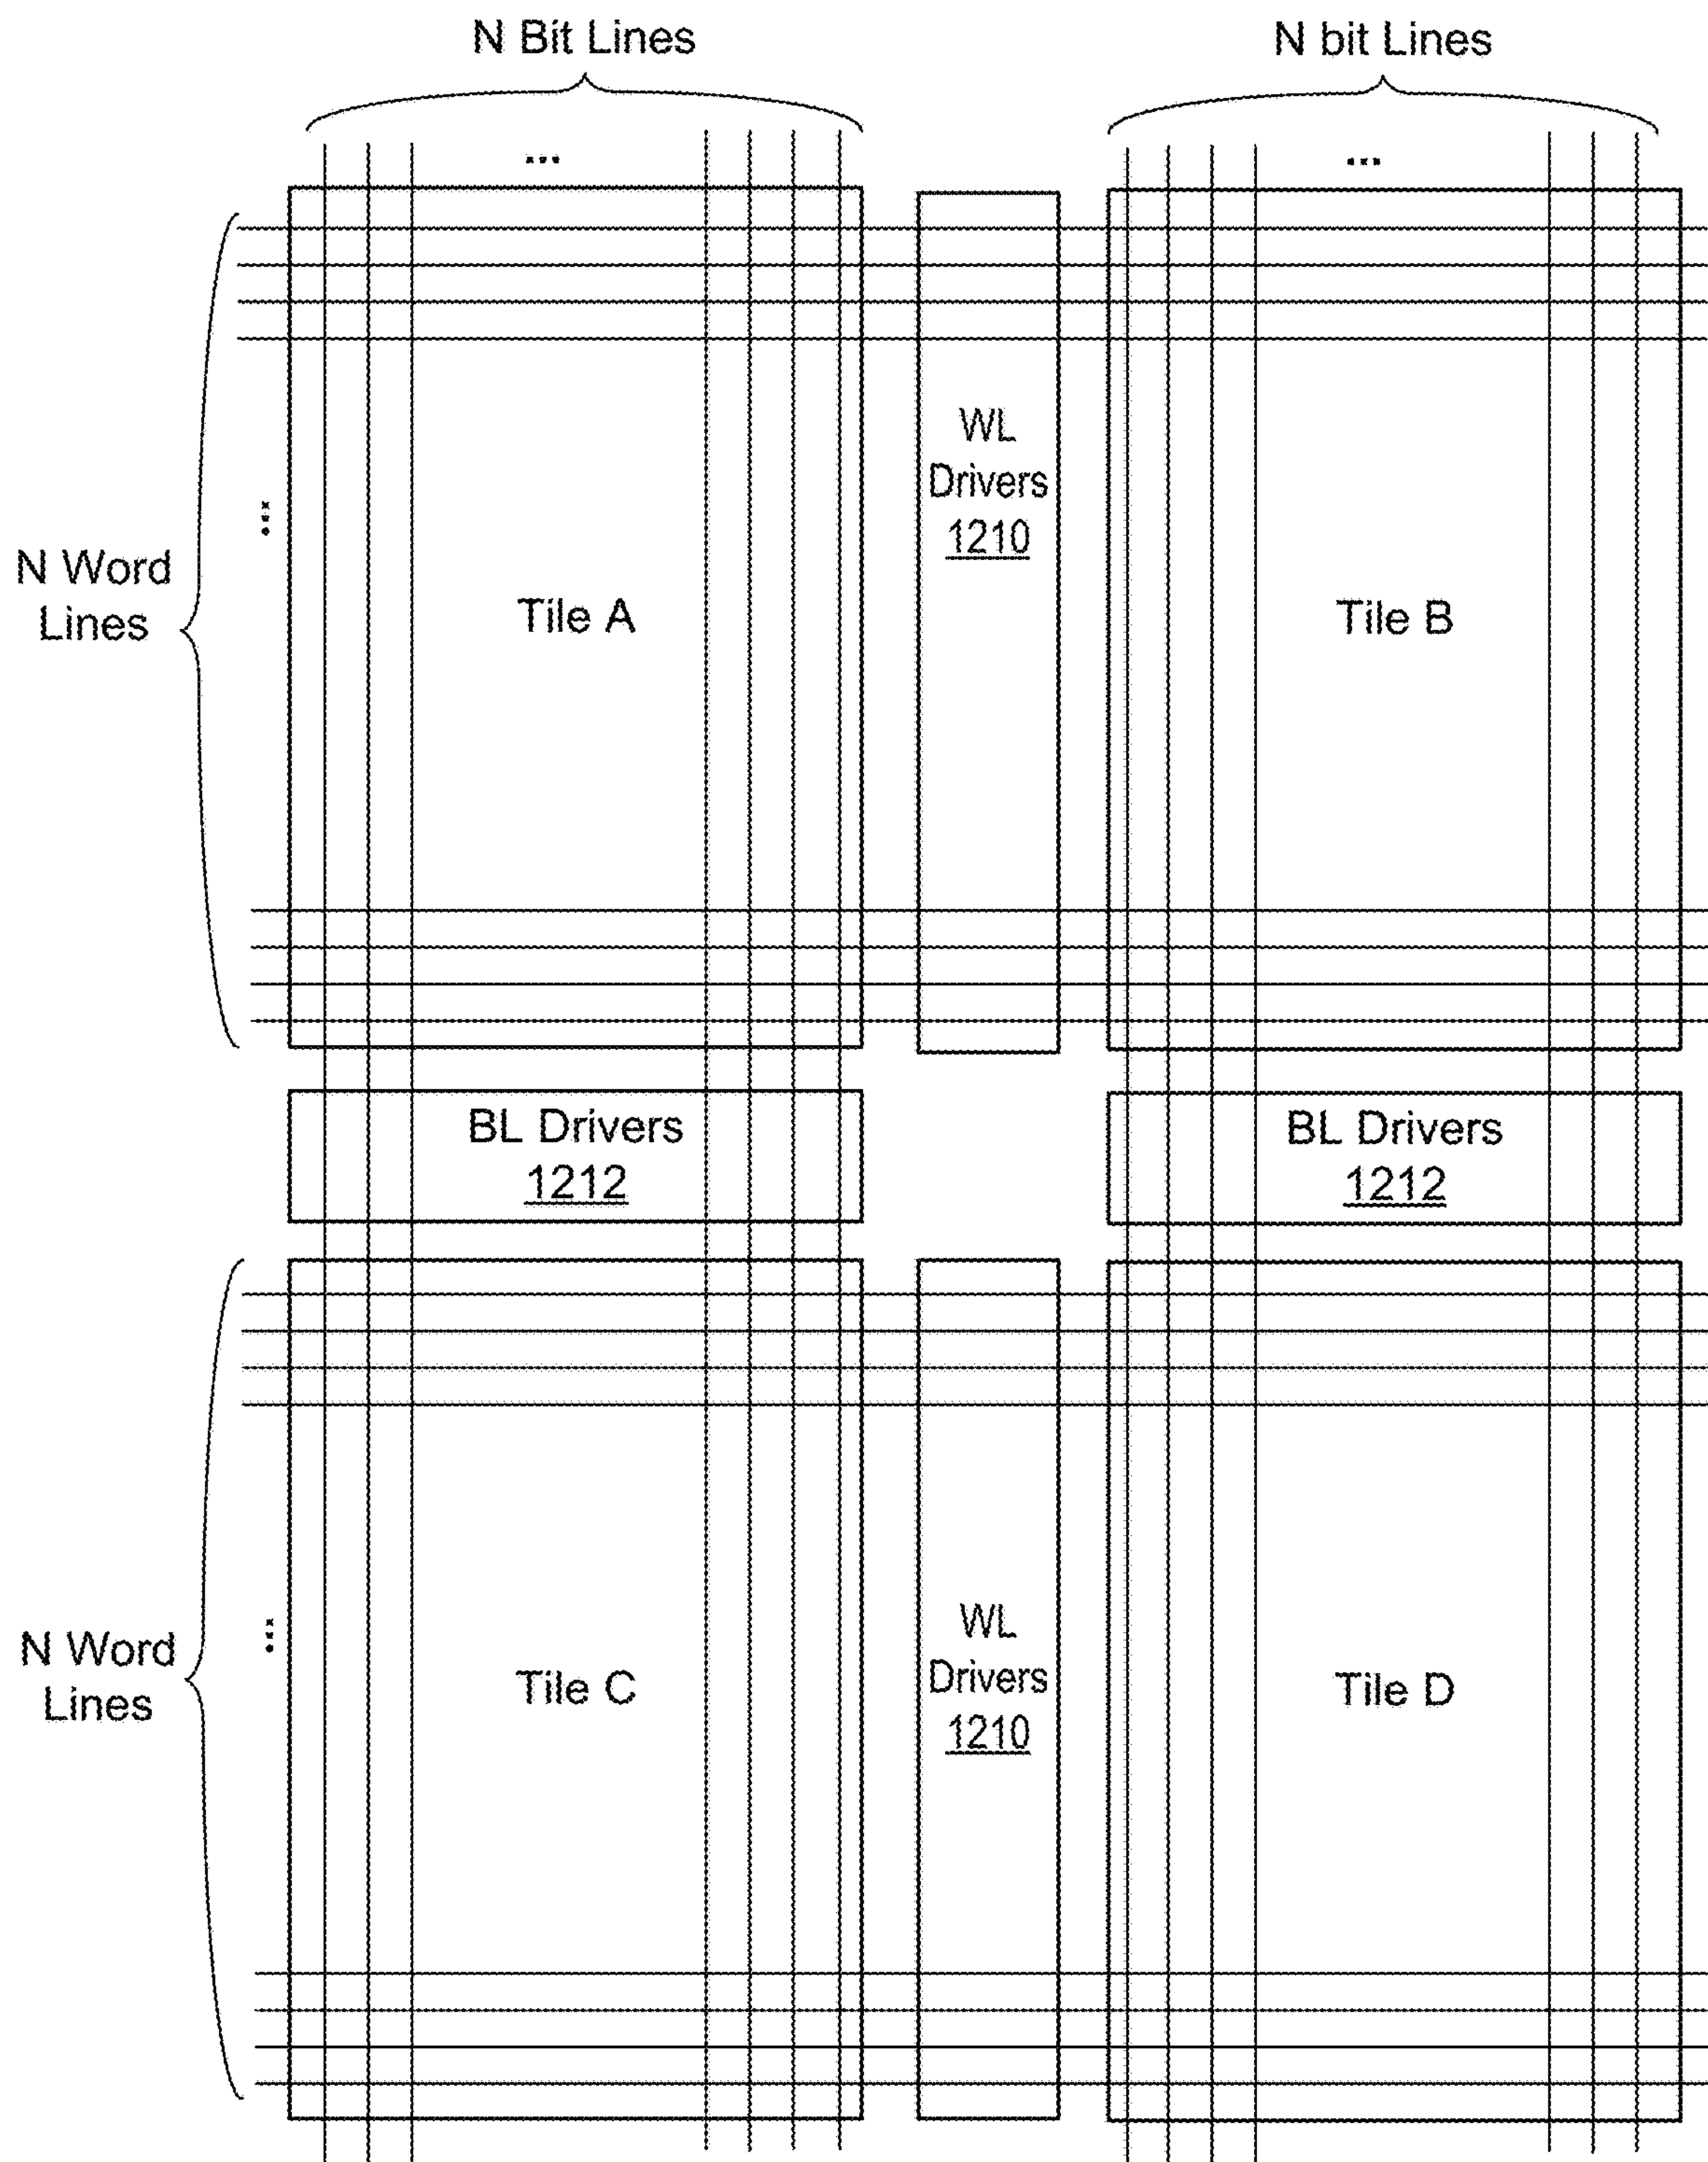 N Bit Lines
N bit Lines
...
...
N Word
Lines
...
Tile A
WL
Drivers
1210
Tile B
BL Drivers
1212
BL Drivers
1212
N Word
Lines
...
Tile C
WL
Drivers
1210
Tile D